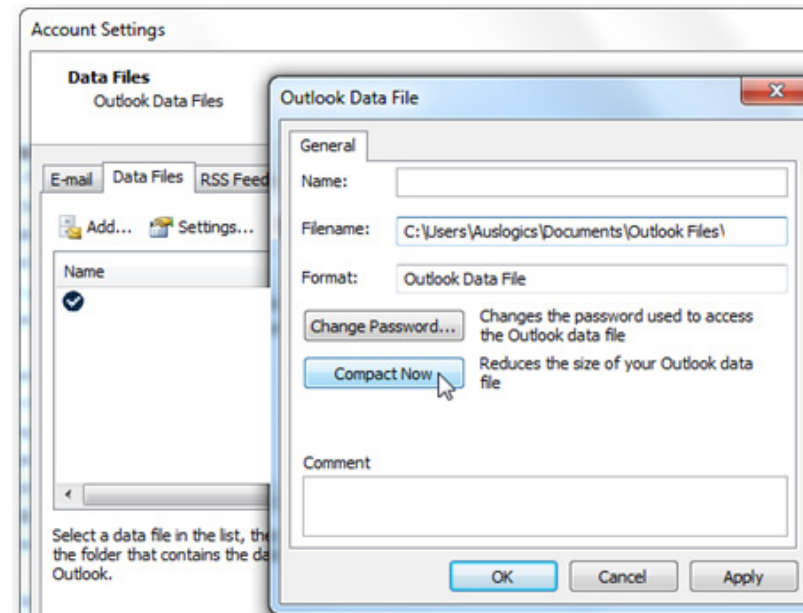 Account Settings
Data Files
Outlook Data Files
E-mail
Data Files
RSS Feed
Add...
Settings...
Name
Select a data file in the list, the
the folder that contains the da
Outlook.
Outlook Data File
General
Name:
Filename:
C:\Users\Auslogics\Documents\Outlook Files\
Format:
Outlook Data File
Change Password...
Changes the password used to access
the Outlook data file
Compact Now
Reduces the size of your Outlook data
file
Comment
OK
Cancel
Apply